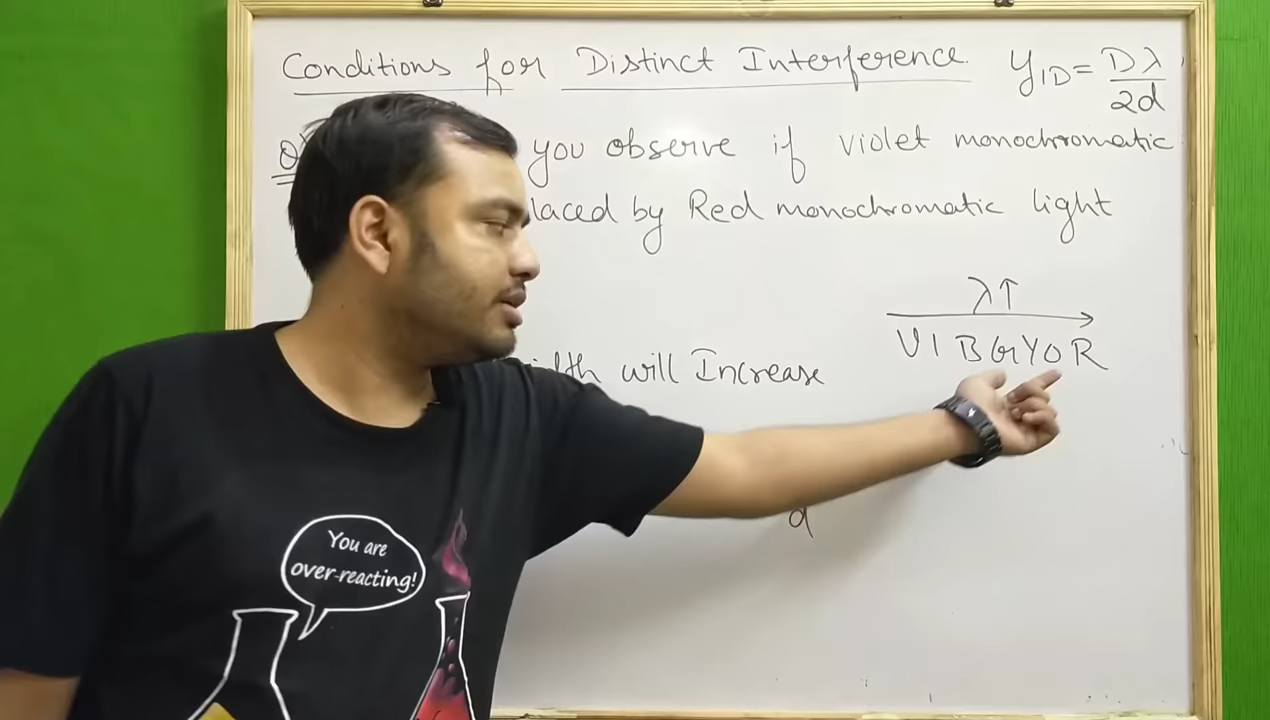 Conditions for Distinct Interference. y1D = Dλ/2d
you observe if violet monochromatic
laced by Red monochromatic light
λ↑
V I B G Y O R
will Increase
d
You are
over-reacting!